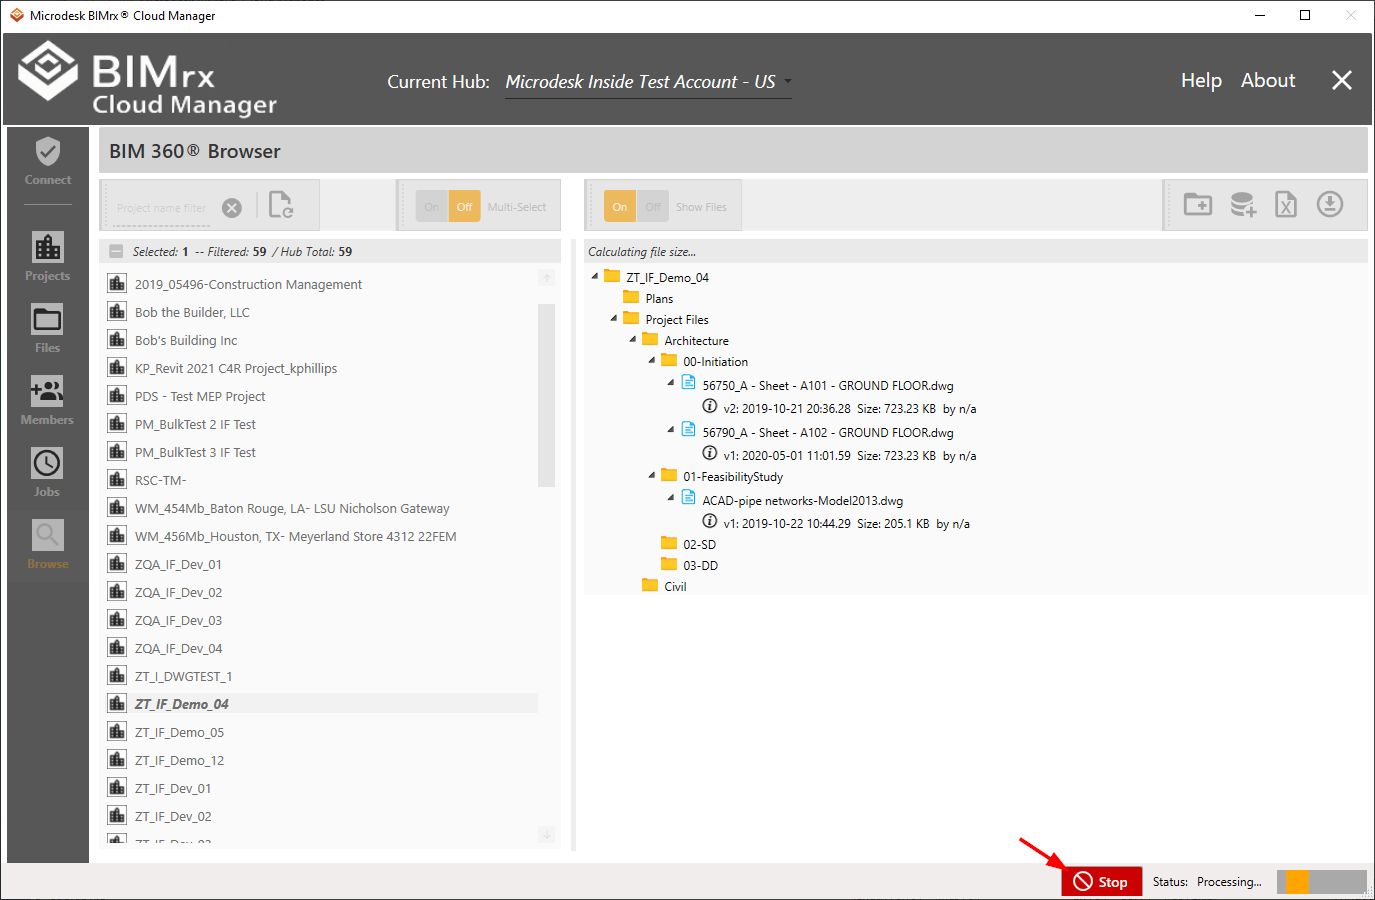 Microdesk BIMrx® Cloud Manager
BIMrx
Cloud Manager
Current Hub: Microdesk Inside Test Account - US
Help About
Connect
Projects
Files
Members
Jobs
Browse
BIM 360® Browser
Project name filter
On Off Multi-Select
On Off Show Files
Selected: 1 -- Filtered: 59 / Hub Total: 59
2019_05496-Construction Management
Bob the Builder, LLC
Bob's Building Inc
KP_Revit 2021 C4R Project_kphillips
PDS - Test MEP Project
PM_BulkTest 2 IF Test
PM_BulkTest 3 IF Test
RSC-TM-
WM_454Mb_Baton Rouge, LA- LSU Nicholson Gateway
WM_456Mb_Houston, TX- Meyerland Store 4312 22FEM
ZQA_IF_Dev_01
ZQA_IF_Dev_02
ZQA_IF_Dev_03
ZQA_IF_Dev_04
ZT_I_DWGTEST_1
ZT_IF_Demo_04
ZT_IF_Demo_05
ZT_IF_Demo_12
ZT_IF_Dev_01
ZT_IF_Dev_02
Calculating file size...
ZT_IF_Demo_04
Plans
Project Files
Architecture
00-Initiation
56750_A - Sheet - A101 - GROUND FLOOR.dwg
v2: 2019-10-21 20:36.28 Size: 723.23 KB by n/a
56790_A - Sheet - A102 - GROUND FLOOR.dwg
v1: 2020-05-01 11:01.59 Size: 723.23 KB by n/a
01-FeasibilityStudy
ACAD-pipe networks-Model2013.dwg
v1: 2019-10-22 10:44.29 Size: 205.1 KB by n/a
02-SD
03-DD
Civil
Stop
Status: Processing...